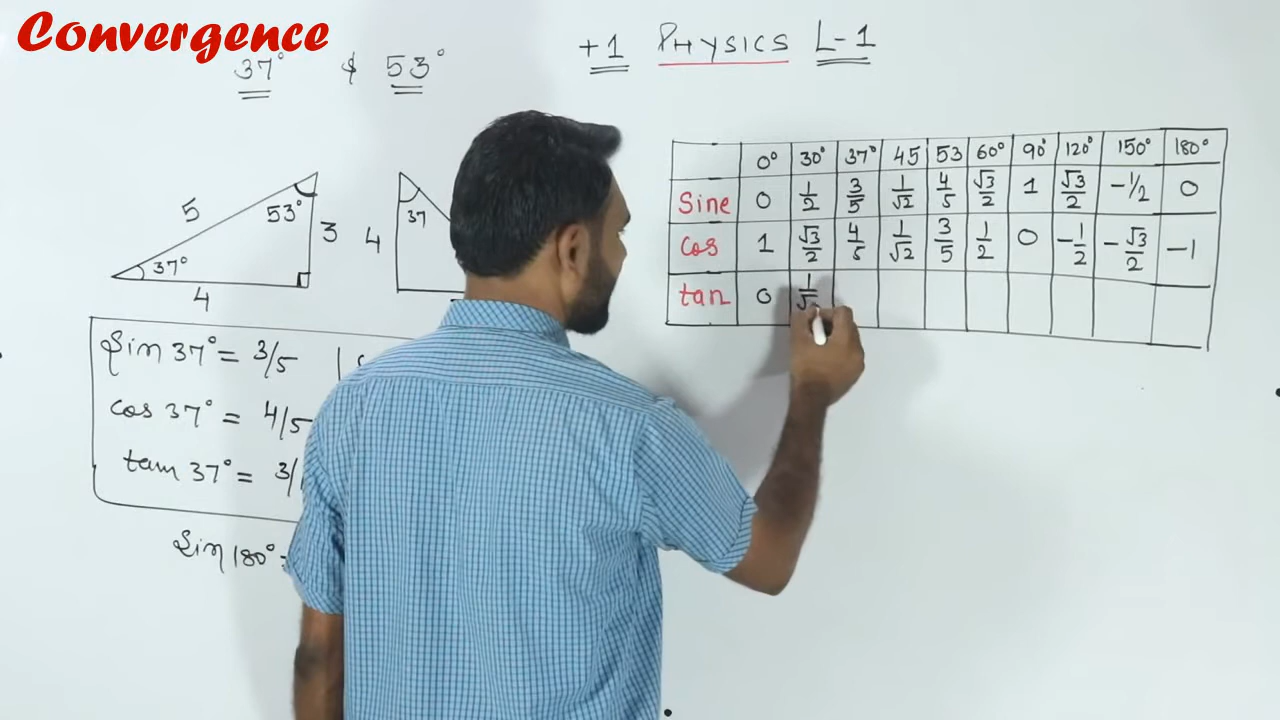 Convergence
37° & 53°
+1 PHYSICS L-1
5 53° 3
37°
4
37
4
0° 30° 37° 45 53 60° 90° 120° 150° 180°
Sine 0 1/2 3/5 1/√2 4/5 √3/2 1 √3/2 -1/2 0
cos 1 √3/2 4/5 1/√2 3/5 1/2 0 -1/2 -√3/2 -1
tan 0
Sin 37° = 3/5
cos 37° = 4/5
tan 37° = 3/
Sin 180° =